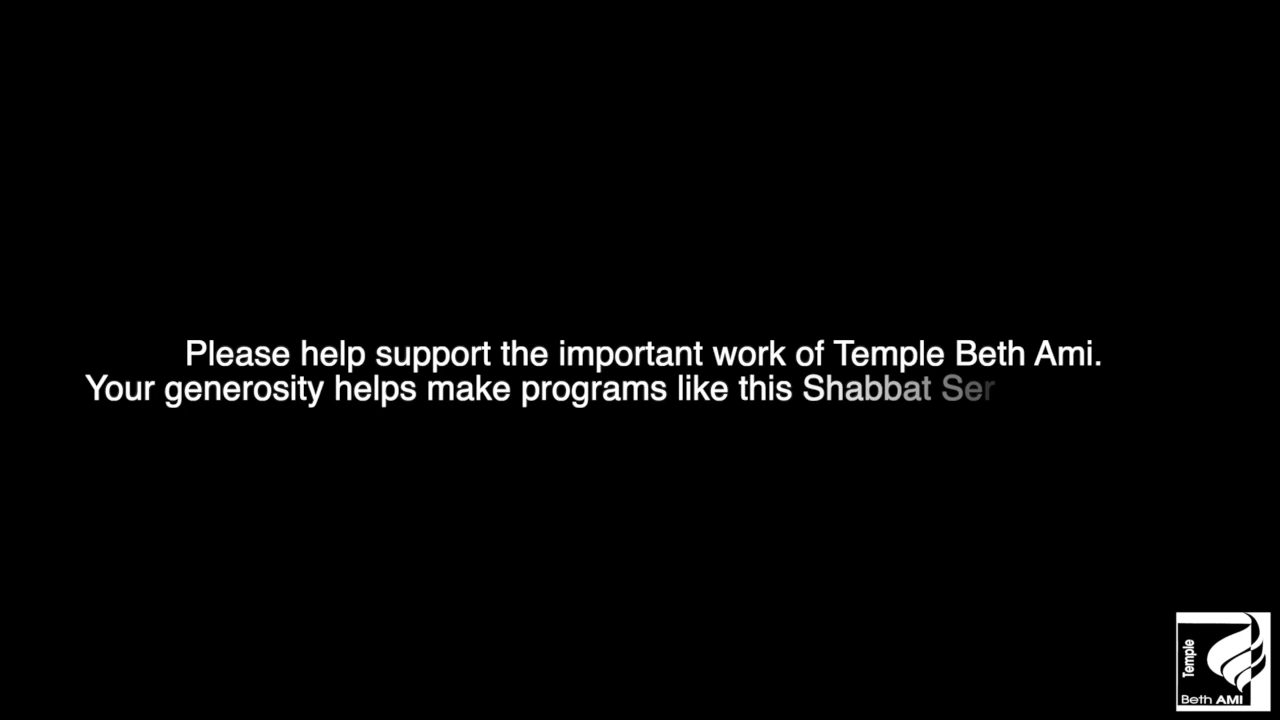 Please help support the important work of Temple Beth Ami.
Your generosity helps make programs like this Shabbat Ser
Temple
Beth AMI